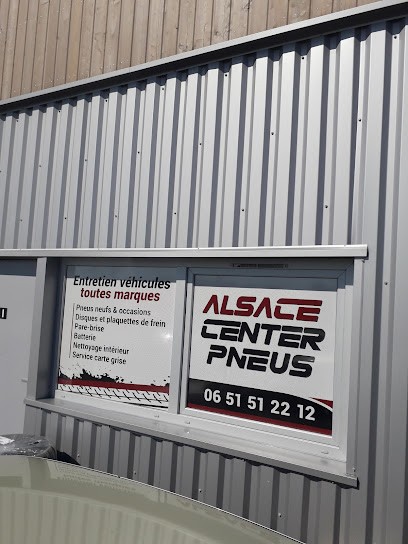 Entretien véhicules
toutes marques
Pneus neufs & occasions
Disques et plaquettes de frein
Pare-brise
Batterie
Nettoyage intérieur
Service carte grise
ALSACE
CENTER
PNEUS
06 51 51 22 12